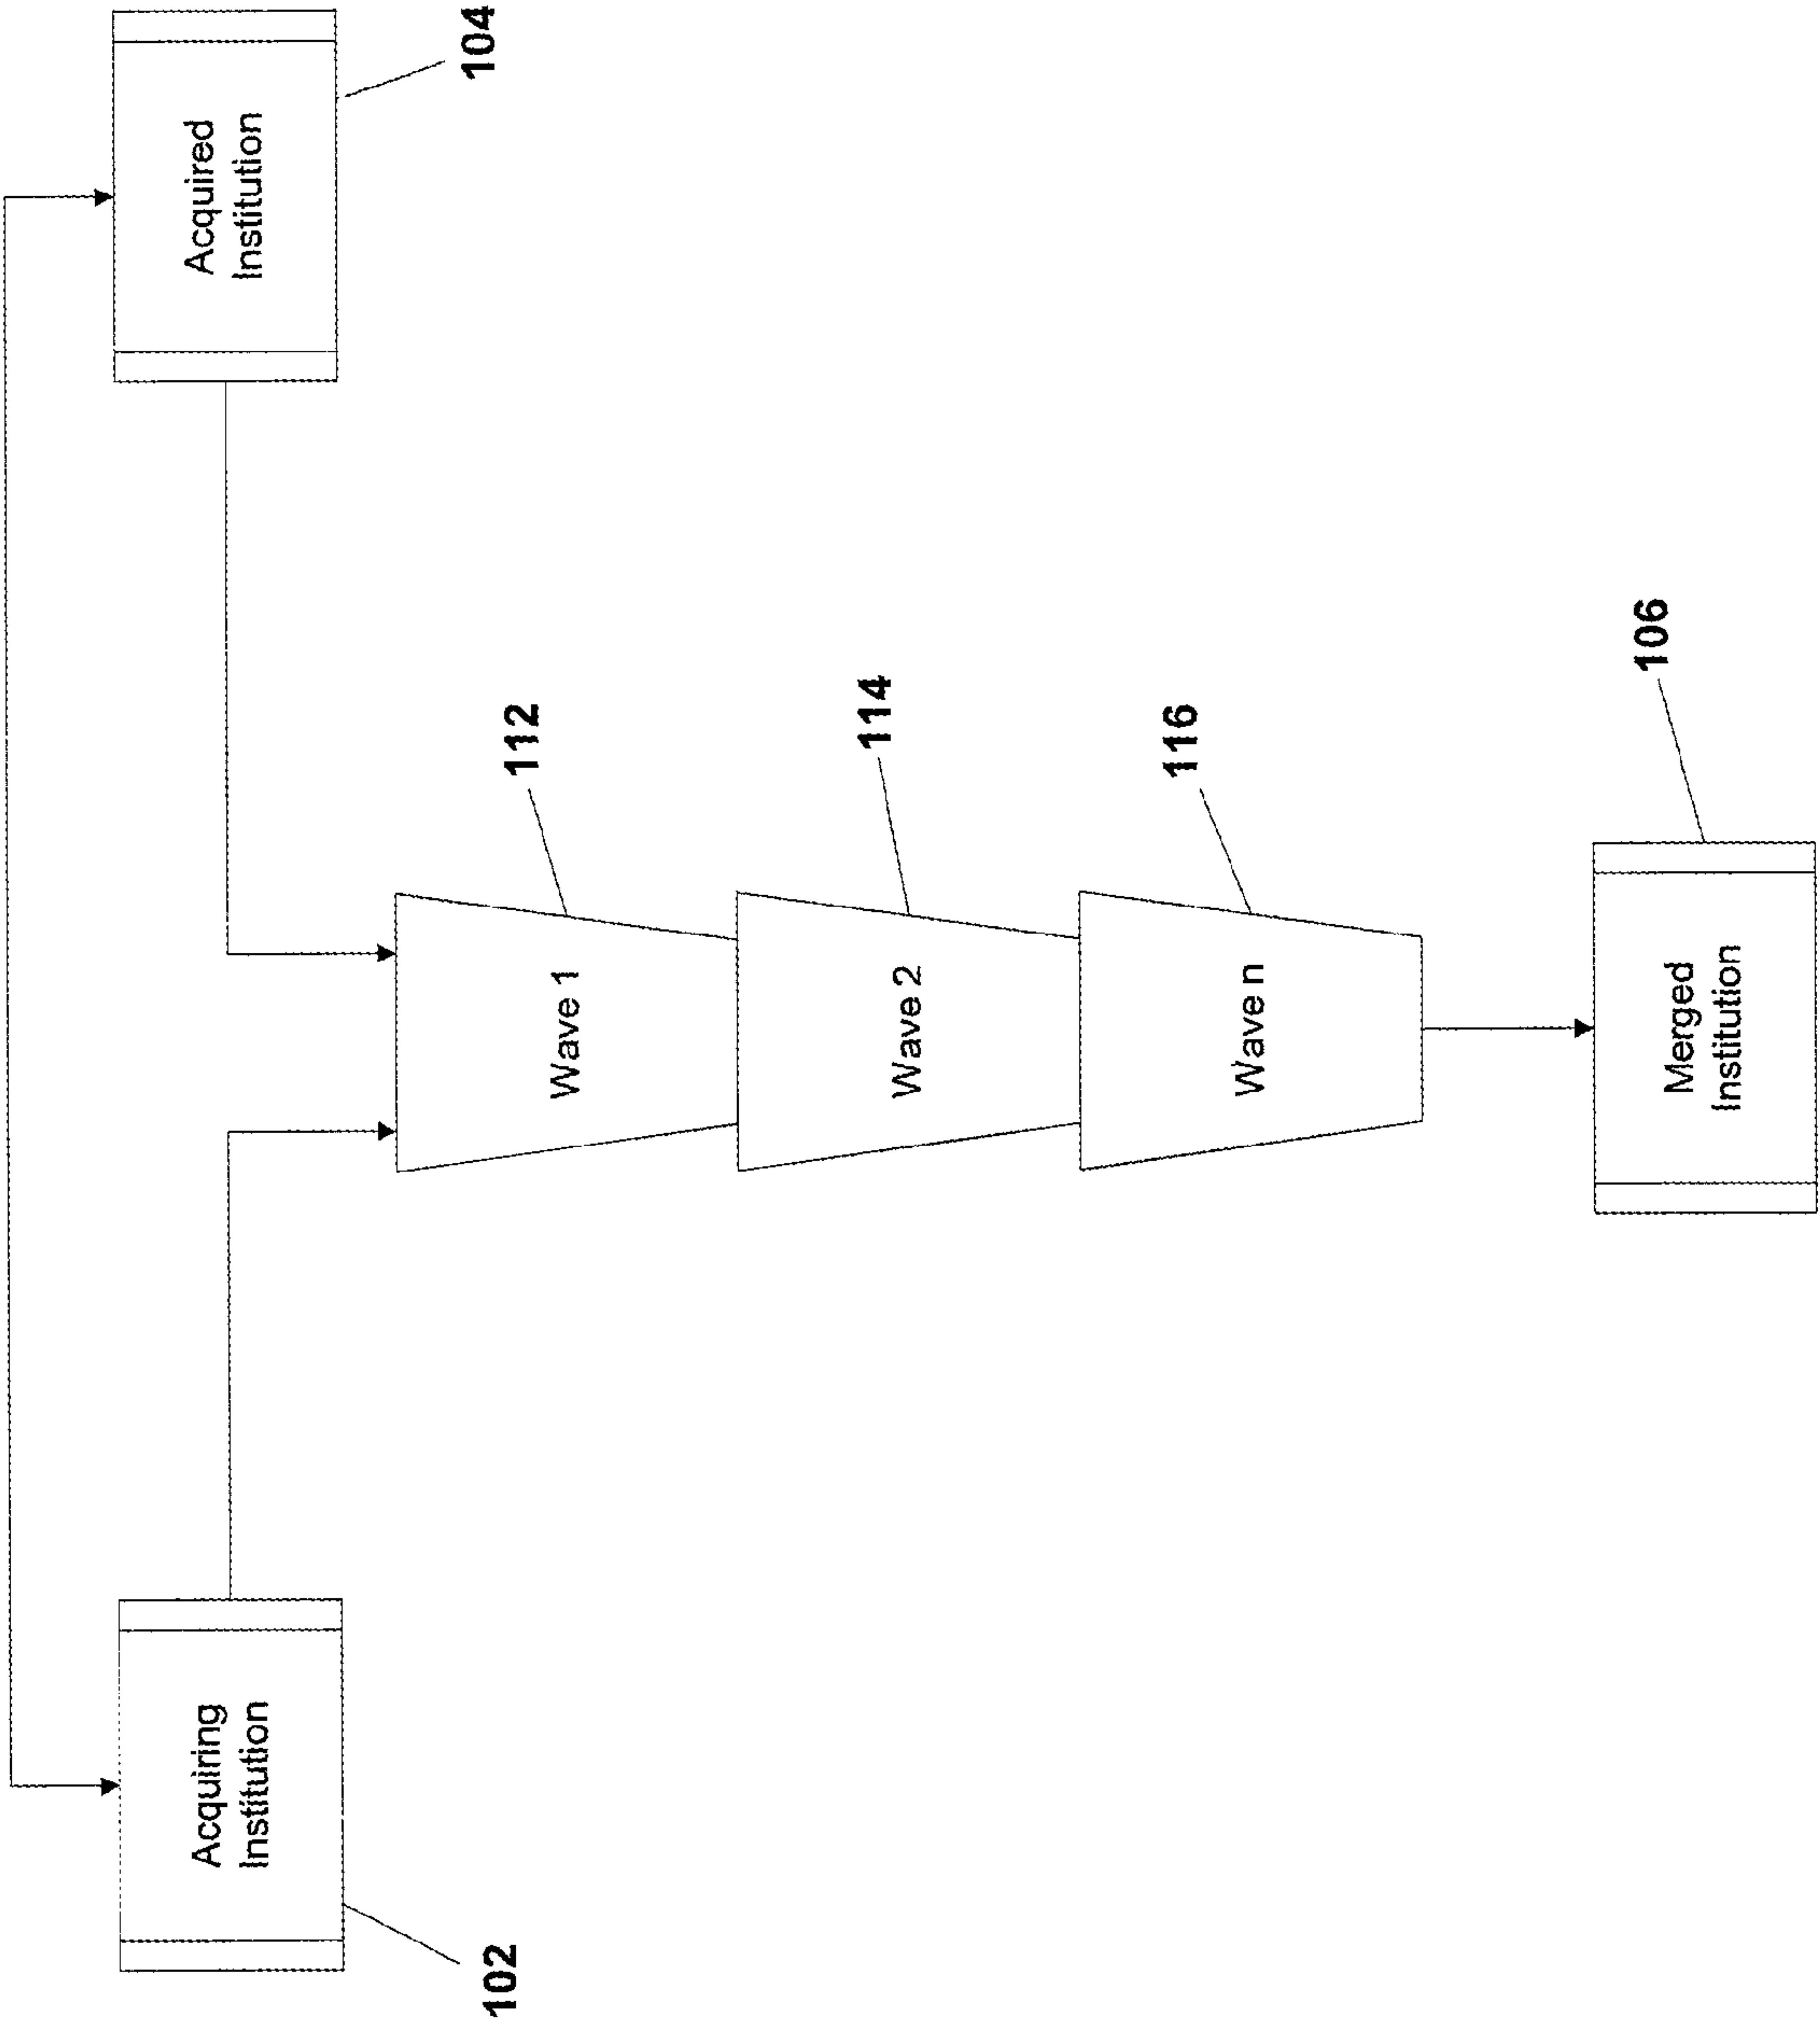 Acquiring
Institution
102
Acquired
Institution
104
Wave 1
112
Wave 2
114
Wave n
116
Merged
Institution
106